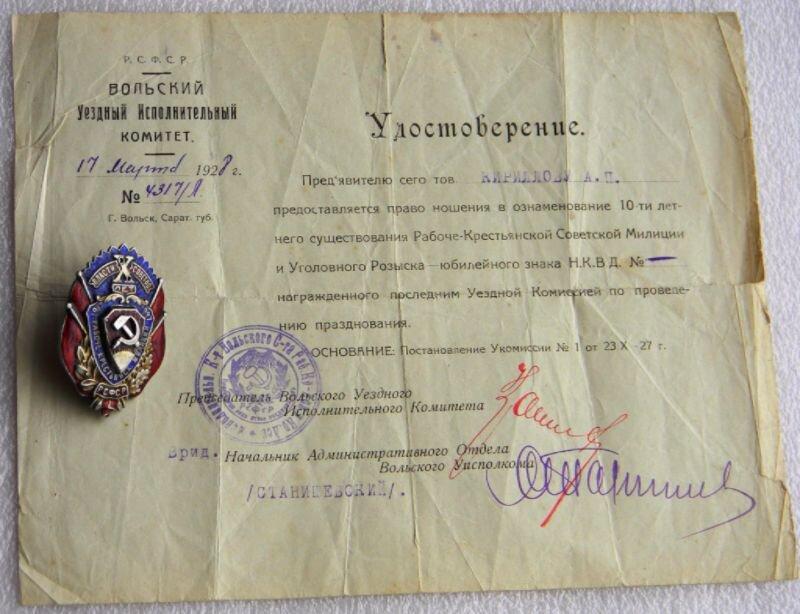 Р. С. Ф. С. Р.
ВОЛЬСКИЙ
Уездный Исполнительный
КОМИТЕТ.
17 Марта 1928 г.
№ 4317/Л
Г. Вольск, Сарат. губ.
Удостоверение.
Пред'явителю сего тов КИРИЛЛОВУ А.П.
предоставляется право ношения в ознаменование 10-ти лет-
него существования Рабоче-Крестьянской Советской Милиции
и Уголовного Розыска—юбилейного знака Н.К.В Д. № —
награжденного последним Уездной Комиссией по проведе-
нию празднования.
ОСНОВАНИЕ: Постановление Укомиссии № 1 от 23 X -27 г.
Председатель Вольского Уездного
Исполнительного Комитета
Врид. Начальник Административного Отдела
Вольского Уисполкома
/СТАНИШЕВСКИЙ/.
X
РСФСР